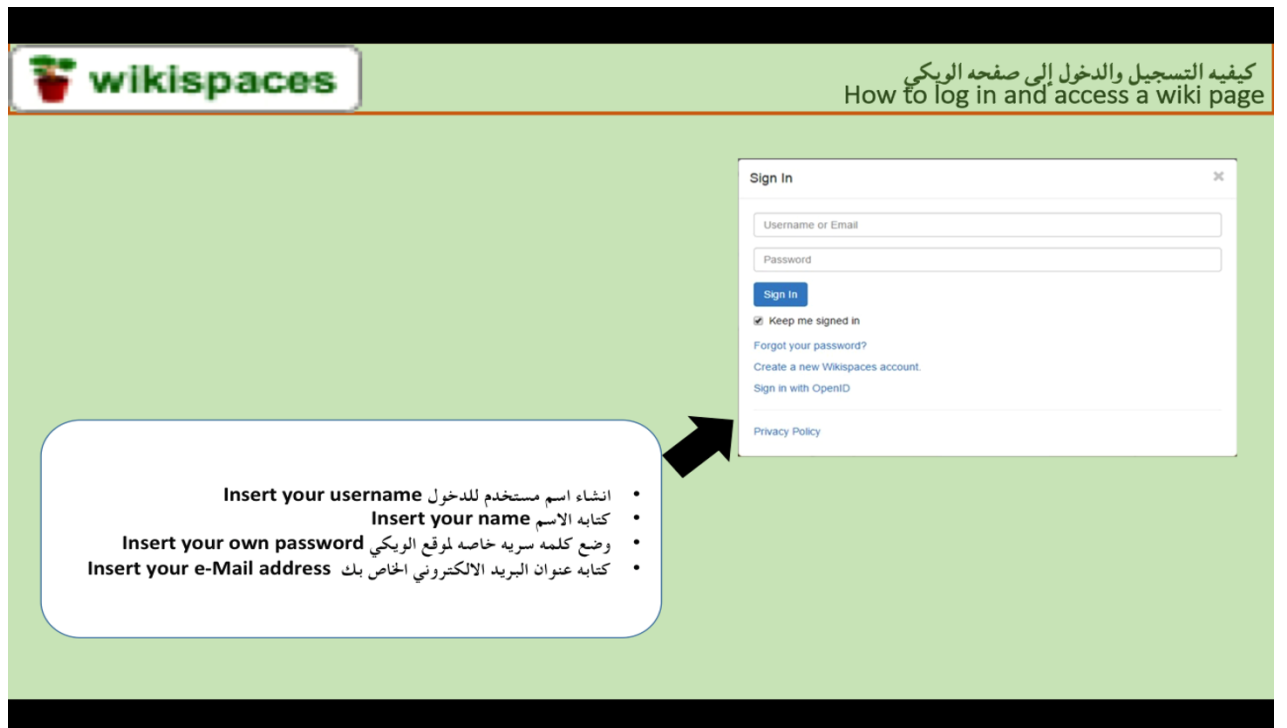 wikispaces
كيفيه التسجيل والدخول إلى صفحه الويكي
How to log in and access a wiki page
Sign In ×
Username or Email
Password
Sign In
Keep me signed in
Forgot your password?
Create a new Wikispaces account.
Sign in with OpenID
Privacy Policy
• انشاء اسم مستخدم للدخول Insert your username
• كتابه الاسم Insert your name
• وضع كلمه سريه خاصه لموقع الويكي Insert your own password
• كتابه عنوان البريد الالكتروني الخاص بك Insert your e-Mail address